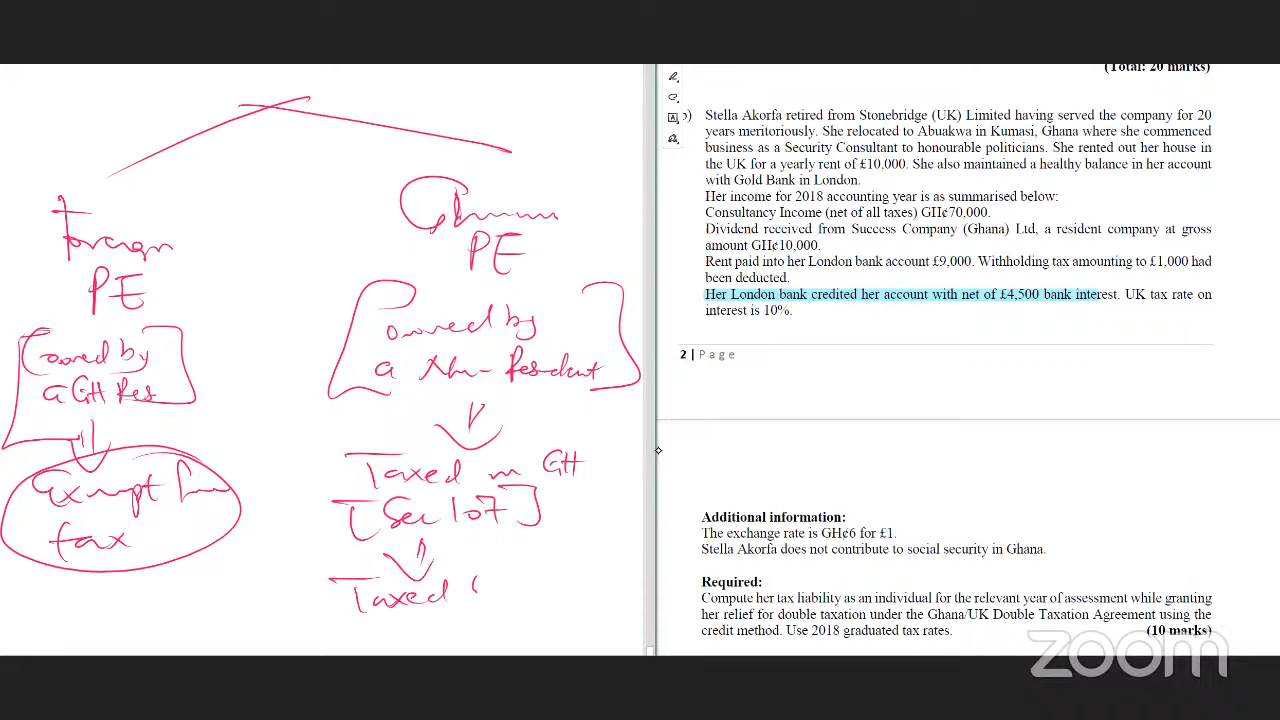 Foreign
PE
Owned by
a GH Res
Exempt from
tax
Ghanaian
PE
owned by
a Non-Resident
Taxed in GH
[Sec 107]
Taxed
(Total: 20 marks)
b) Stella Akorfa retired from Stonebridge (UK) Limited having served the company for 20
years meritoriously. She relocated to Abuakwa in Kumasi, Ghana where she commenced
business as a Security Consultant to honourable politicians. She rented out her house in
the UK for a yearly rent of £10,000. She also maintained a healthy balance in her account
with Gold Bank in London.
Her income for 2018 accounting year is as summarised below:
Consultancy Income (net of all taxes) GH¢70,000.
Dividend received from Success Company (Ghana) Ltd, a resident company at gross
amount GH¢10,000.
Rent paid into her London bank account £9,000. Withholding tax amounting to £1,000 had
been deducted.
Her London bank credited her account with net of £4,500 bank interest. UK tax rate on
interest is 10%.
2 | Page
Additional information:
The exchange rate is GH¢6 for £1.
Stella Akorfa does not contribute to social security in Ghana.
Required:
Compute her tax liability as an individual for the relevant year of assessment while granting
her relief for double taxation under the Ghana/UK Double Taxation Agreement using the
credit method. Use 2018 graduated tax rates. (10 marks)
zoom